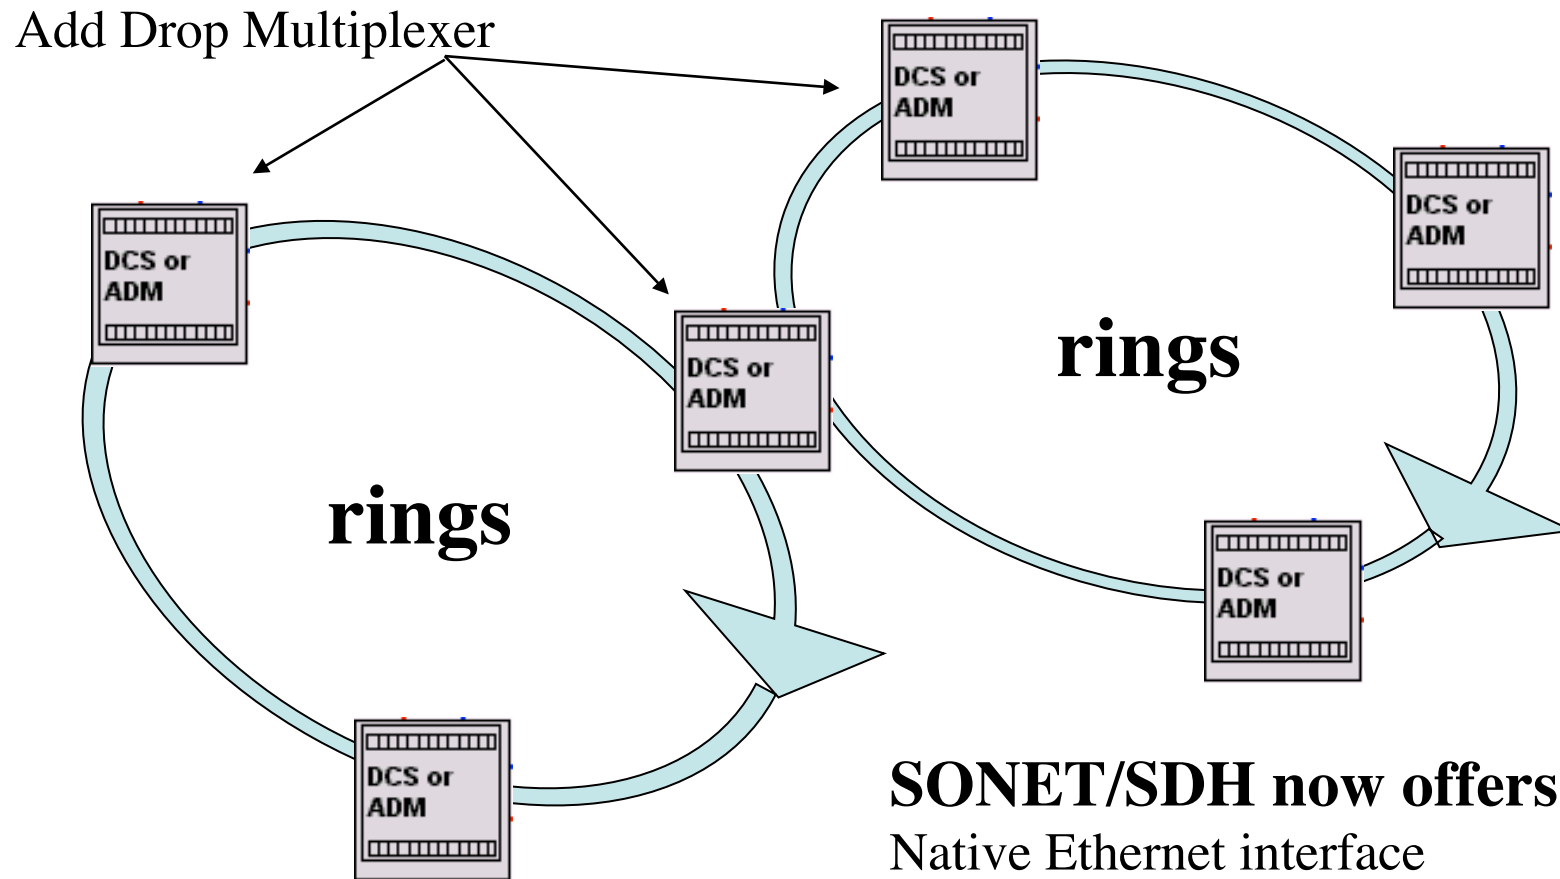 Add Drop Multiplexer
DCS or
ADM
DCS or
ADM
DCS or
ADM
DCS or
ADM
rings
rings
DCS or
ADM
DCS or
ADM
SONET/SDH now offers
Native Ethernet interface